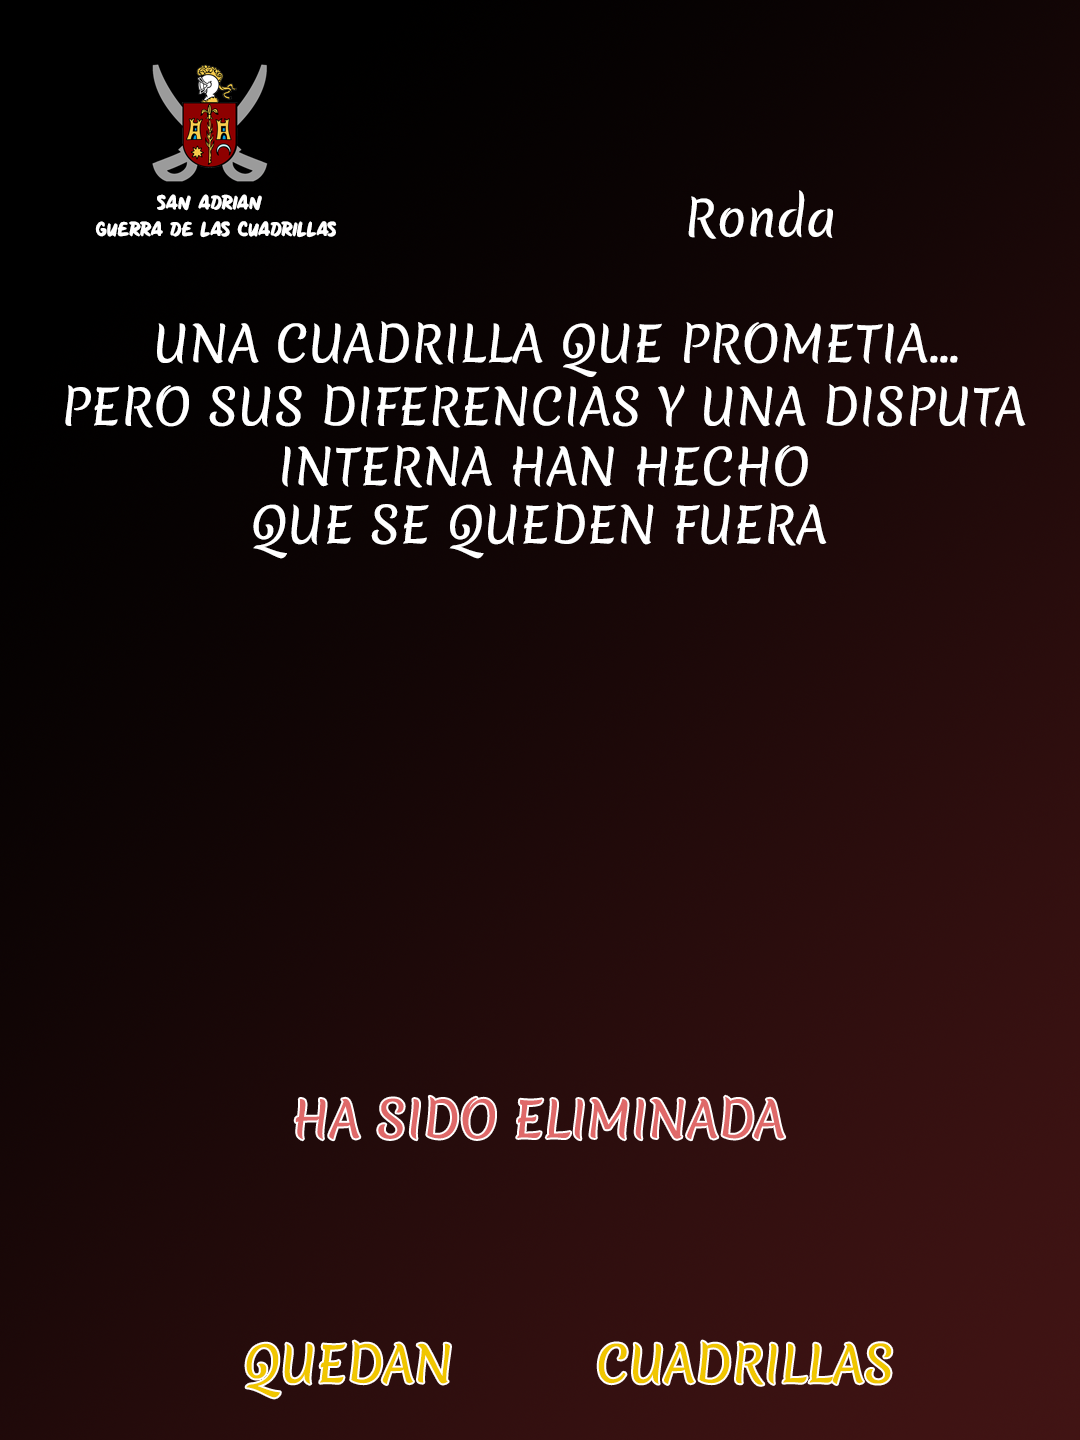 SAN ADRIAN
GUERRA DE LAS CUADRILLAS
Ronda
UNA CUADRILLA QUE PROMETIA...
PERO SUS DIFERENCIAS Y UNA DISPUTA
INTERNA HAN HECHO
QUE SE QUEDEN FUERA
HA SIDO ELIMINADA
QUEDAN CUADRILLAS